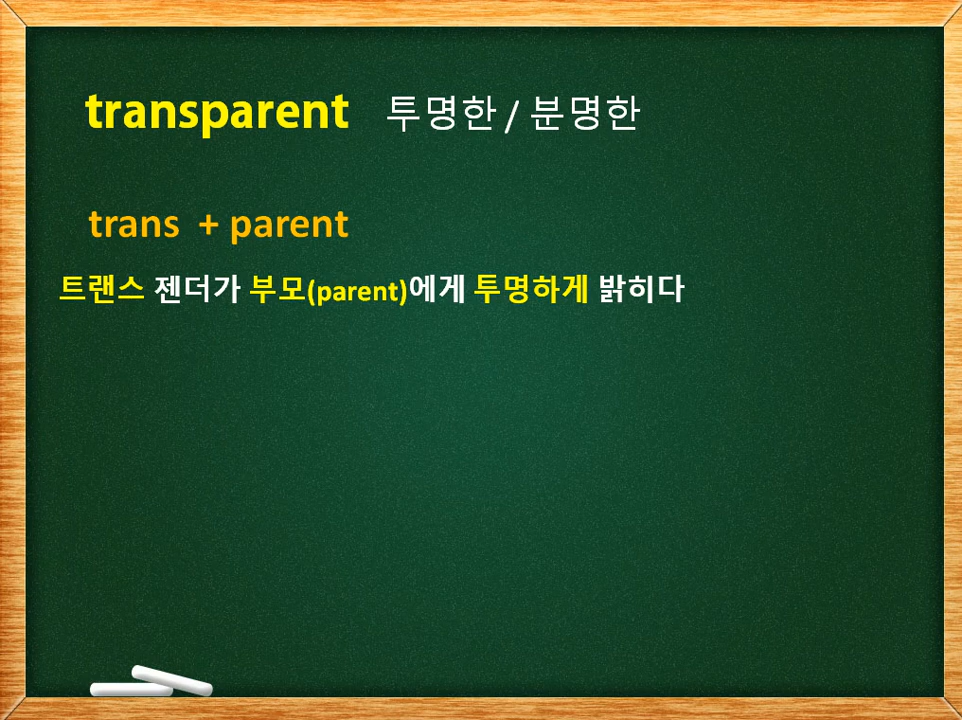 transparent 투명한 / 분명한
trans + parent
트랜스 젠더가 부모(parent)에게 투명하게 밝히다